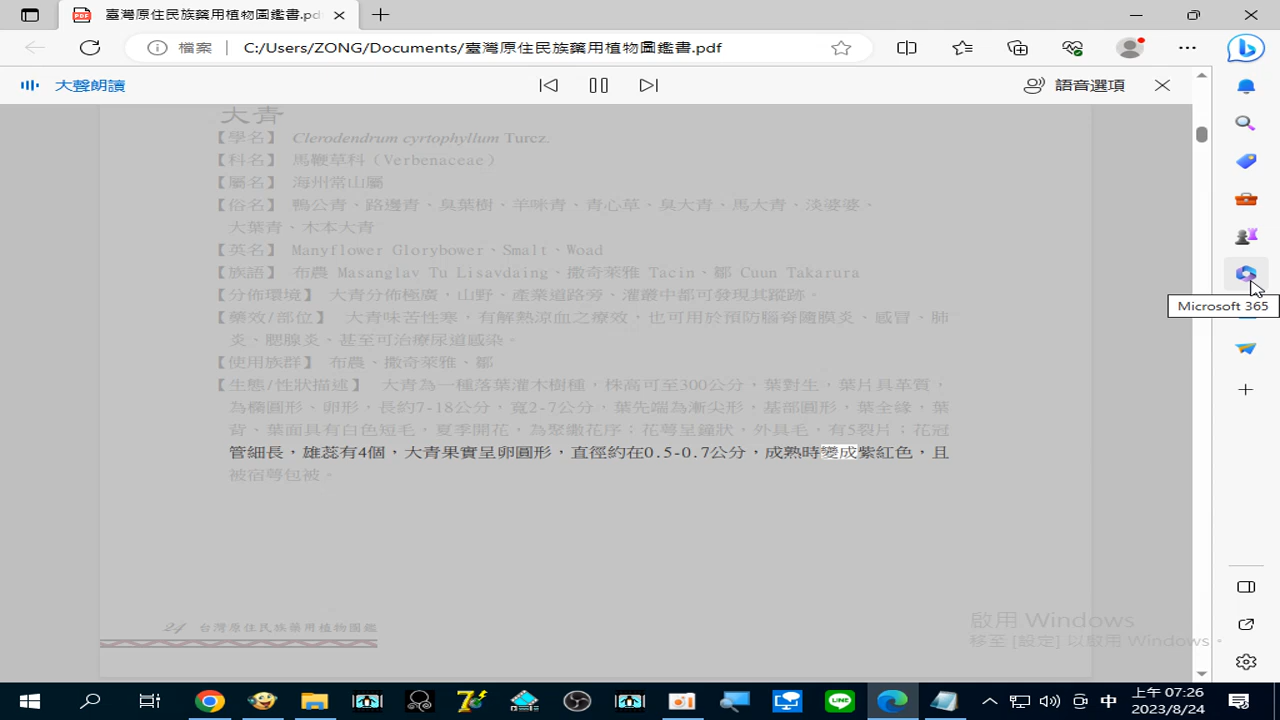 臺灣原住民族藥用植物圖鑑書.pd
檔案
C:/Users/ZONG/Documents/臺灣原住民族藥用植物圖鑑書.pdf
大聲朗讀
語音選項
大青
【學名】 Clerodendrum cyrtophyllum Turcz.
【科名】 馬鞭草科（Verbenaceae）
【屬名】 海州常山屬
【俗名】 鴨公青、路邊青、臭葉樹、羊咪青、青心草、臭大青、馬大青、淡婆婆、
大葉青、木本大青
【英名】 Manyflower Glorybower、Smalt、Woad
【族語】 布農 Masanglav Tu Lisavdaing、撒奇萊雅 Tacin、鄒 Cuun Takarura
【分佈環境】 大青分佈極廣，山野、產業道路旁、灌叢中都可發現其蹤跡。
【藥效/部位】 大青味苦性寒，有解熱涼血之療效，也可用於預防腦脊隨膜炎、感冒、肺
炎、腮腺炎、甚至可治療尿道感染。
【使用族群】 布農、撒奇萊雅、鄒
【生態/性狀描述】 大青為一種落葉灌木樹種，株高可至300公分，葉對生，葉片具革質，
為橢圓形、卵形，長約7-18公分，寬2-7公分，葉先端為漸尖形，基部圓形，葉全緣，葉
背、葉面具有白色短毛，夏季開花，為聚繖花序；花萼呈鐘狀，外具毛，有5裂片；花冠
管細長，雄蕊有4個，大青果實呈卵圓形，直徑約在0.5-0.7公分，成熟時變成紫紅色，且
被宿萼包被。
24 台灣原住民族藥用植物圖鑑
Microsoft 365
啟用 Windows
移至 [設定] 以啟用 Windows。
中
上午 07:26
2023/8/24